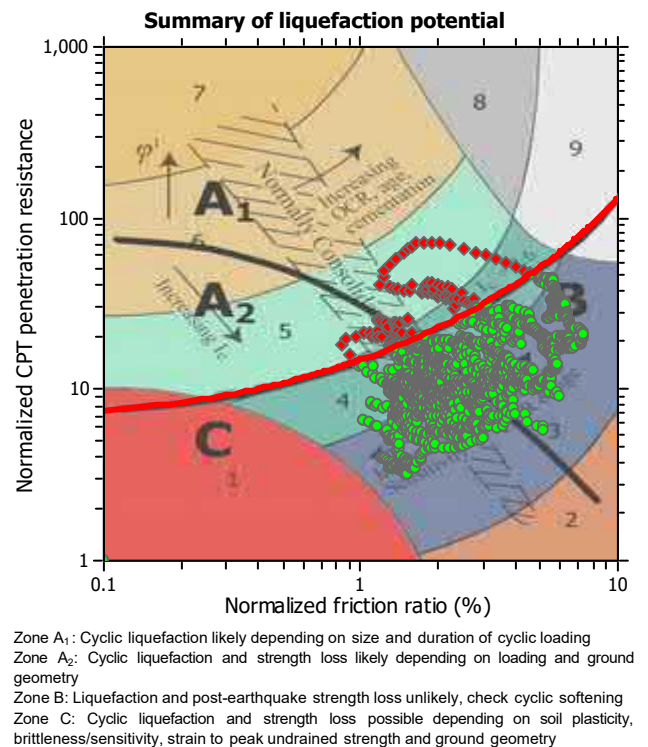 Summary of liquefaction potential
1,000
100
10
1
Normalized CPT penetration resistance
7
8
9
φ'
Increasing
OCR, age,
cementation
Normally Consolidated
A1
6
A2
Increasing
5
B
4
C
1
3
2
0.1
1
10
Normalized friction ratio (%)
Zone A1: Cyclic liquefaction likely depending on size and duration of cyclic loading
Zone A2: Cyclic liquefaction and strength loss likely depending on loading and ground
geometry
Zone B: Liquefaction and post-earthquake strength loss unlikely, check cyclic softening
Zone C: Cyclic liquefaction and strength loss possible depending on soil plasticity,
brittleness/sensitivity, strain to peak undrained strength and ground geometry